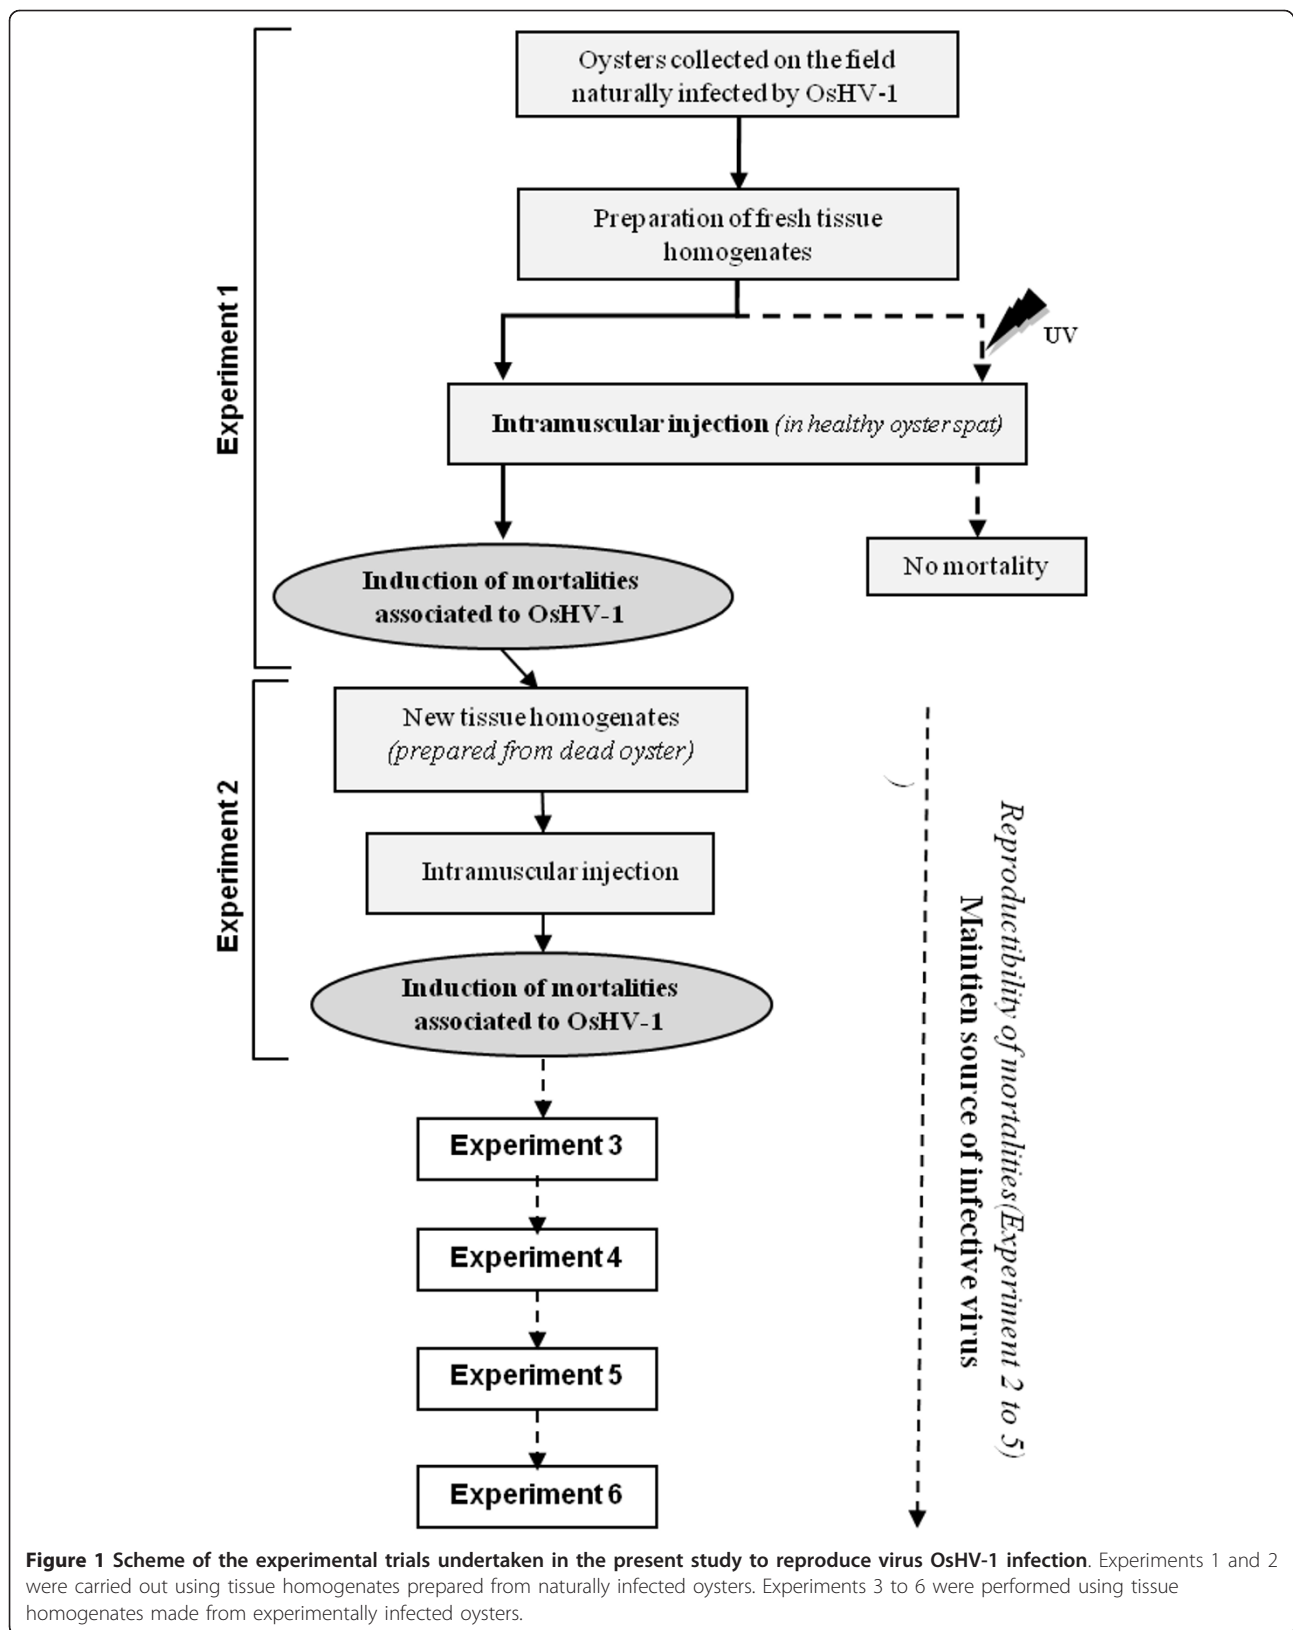 Oysters collected on the field
naturally infected by OsHV-1
Preparation of fresh tissue
homogenates
UV
Experiment 1
Intramuscular injection (in healthy oyster spat)
No mortality
Induction of mortalities
associated to OsHV-1
New tissue homogenates
(prepared from dead oyster)
Experiment 2
Intramuscular injection
Induction of mortalities
associated to OsHV-1
Reproductibility of mortalities(Experiment 2 to 5)
Maintien source of infective virus
Experiment 3
Experiment 4
Experiment 5
Experiment 6
Figure 1 Scheme of the experimental trials undertaken in the present study to reproduce virus OsHV-1 infection. Experiments 1 and 2
were carried out using tissue homogenates prepared from naturally infected oysters. Experiments 3 to 6 were performed using tissue
homogenates made from experimentally infected oysters.